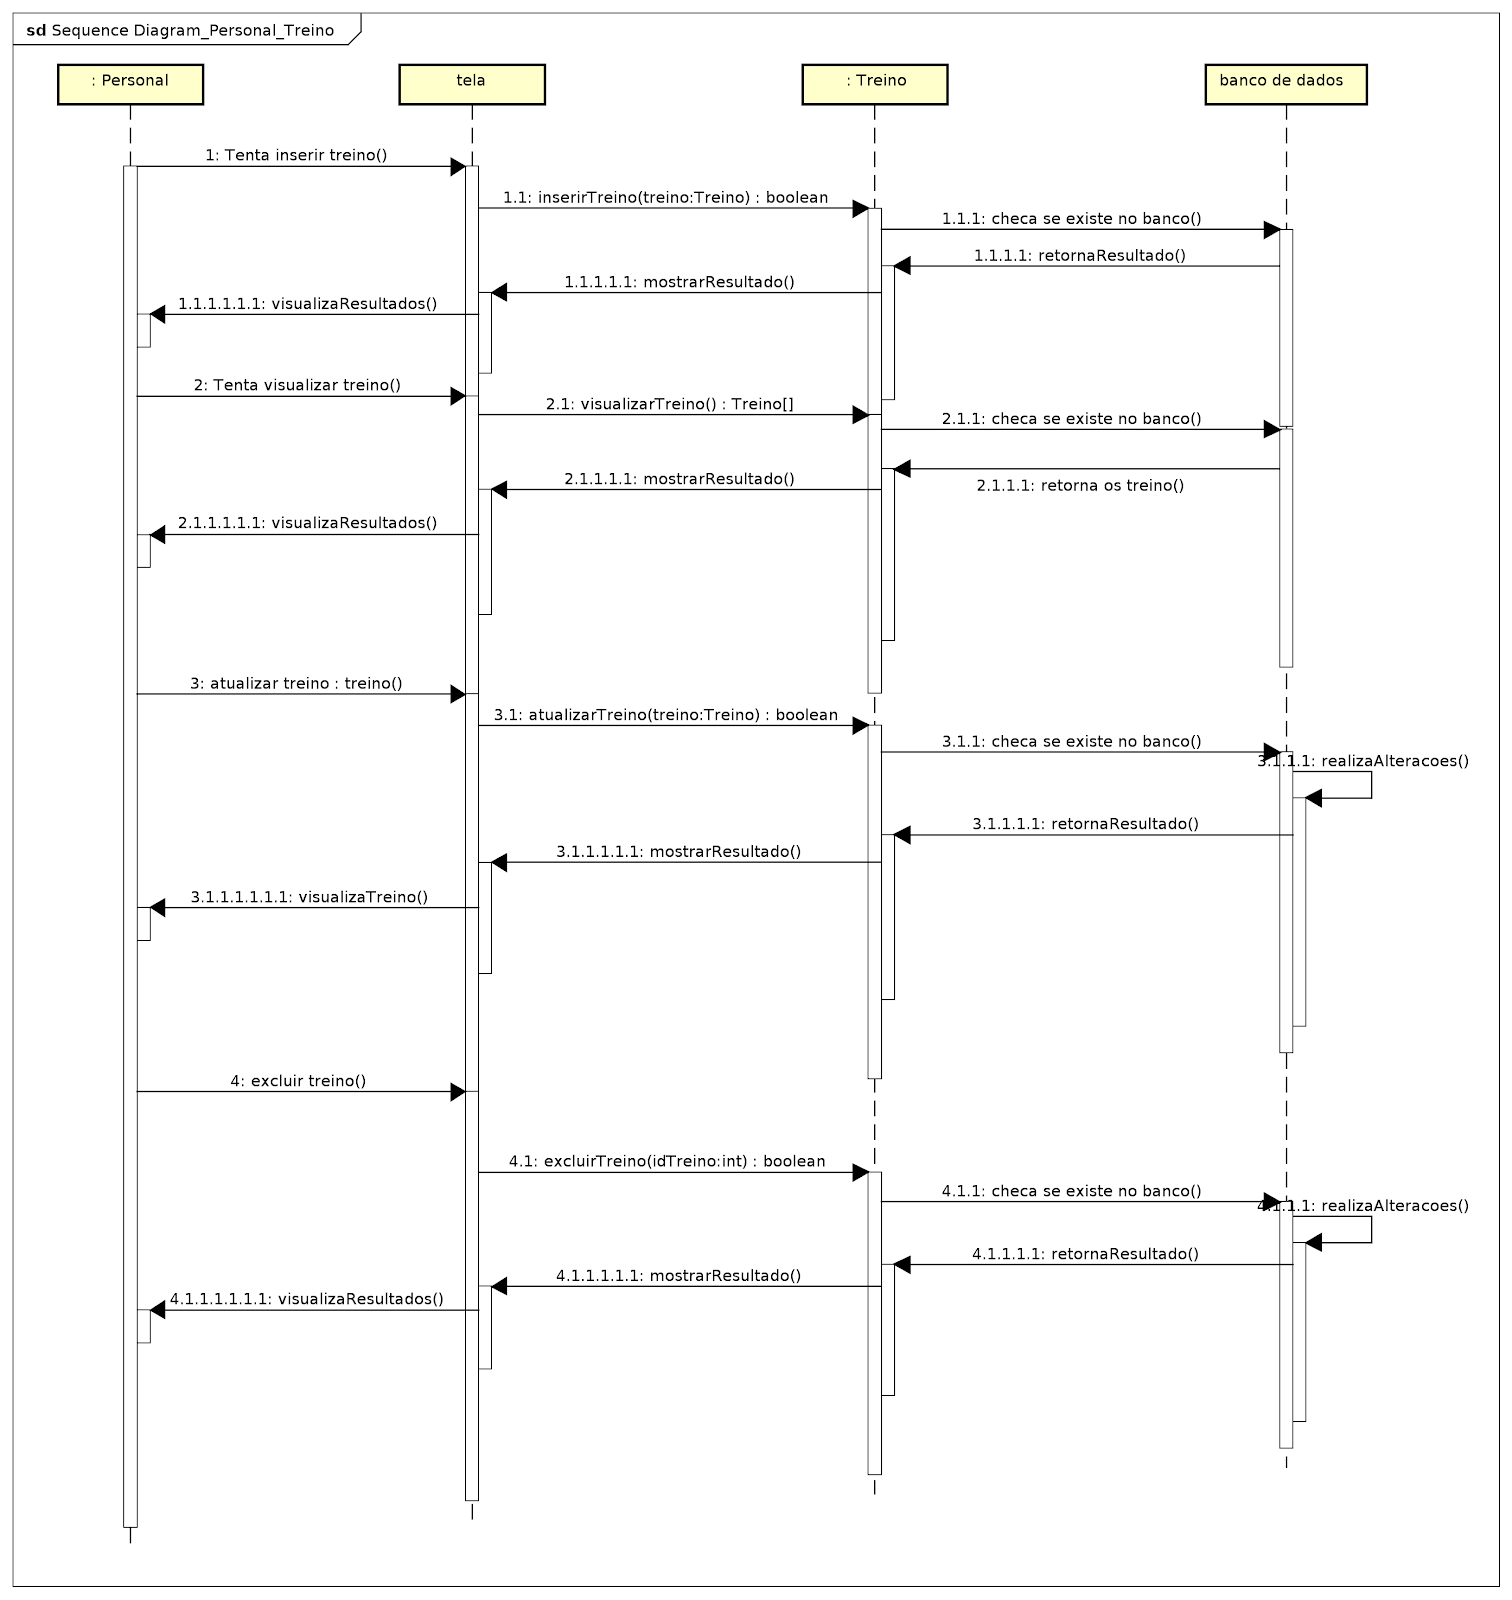 sd Sequence Diagram_Personal_Treino
: Personal
tela
: Treino
banco de dados
1: Tenta inserir treino()
1.1: inserirTreino(treino:Treino) : boolean
1.1.1: checa se existe no banco()
1.1.1.1: retornaResultado()
1.1.1.1.1: mostrarResultado()
1.1.1.1.1.1: visualizaResultados()
2: Tenta visualizar treino()
2.1: visualizarTreino() : Treino[]
2.1.1: checa se existe no banco()
2.1.1.1: retorna os treino()
2.1.1.1.1: mostrarResultado()
2.1.1.1.1.1: visualizaResultados()
3: atualizar treino : treino()
3.1: atualizarTreino(treino:Treino) : boolean
3.1.1: checa se existe no banco()
3.1.1.1: realizaAlteracoes()
3.1.1.1.1: retornaResultado()
3.1.1.1.1.1: mostrarResultado()
3.1.1.1.1.1.1: visualizaTreino()
4: excluir treino()
4.1: excluirTreino(idTreino:int) : boolean
4.1.1: checa se existe no banco()
4.1.1.1: realizaAlteracoes()
4.1.1.1.1: retornaResultado()
4.1.1.1.1.1: mostrarResultado()
4.1.1.1.1.1.1: visualizaResultados()